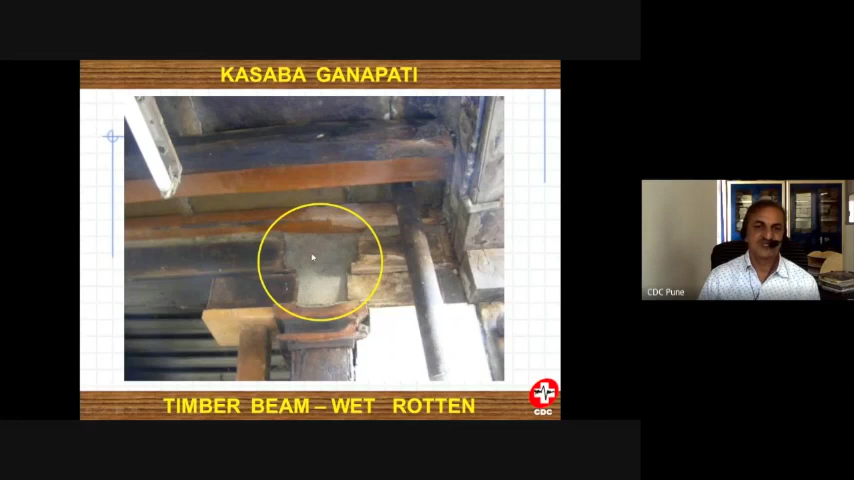 KASABA GANAPATI
CDC Pune
TIMBER BEAM – WET ROTTEN
CDC